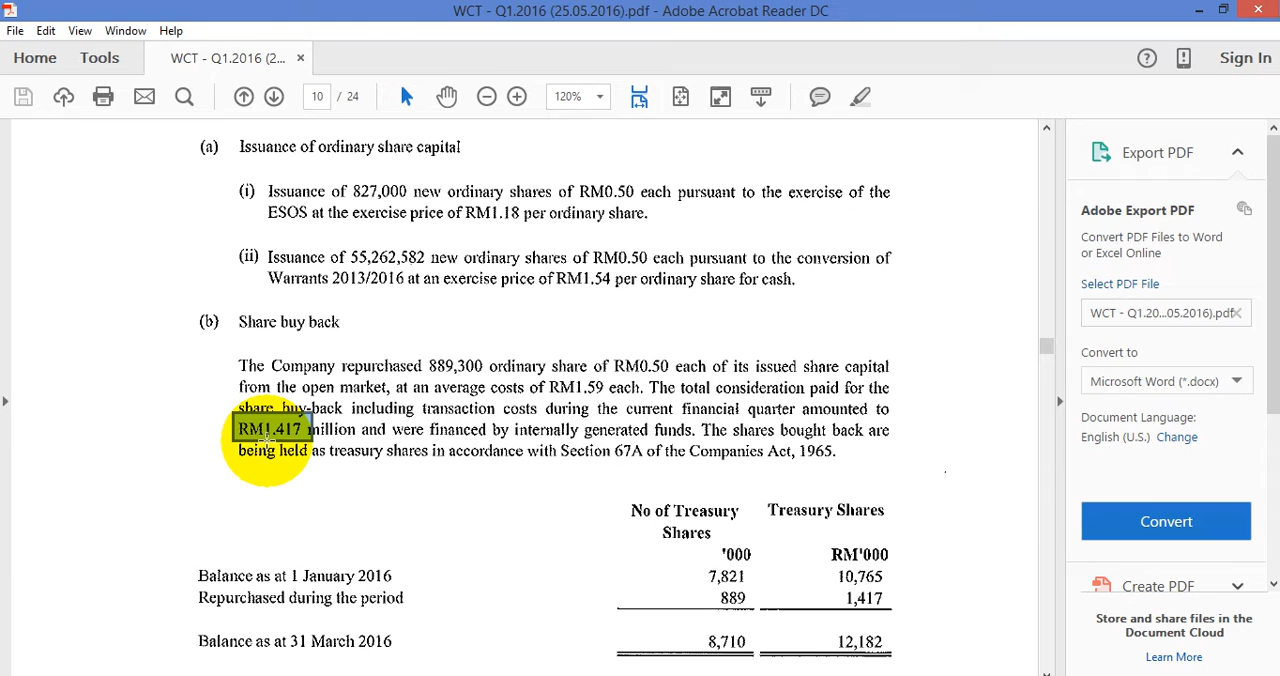 WCT - Q1.2016 (25.05.2016).pdf - Adobe Acrobat Reader DC
File Edit View Window Help
Home Tools WCT - Q1.2016 (2... × Sign In
10 / 24 120%
(a) Issuance of ordinary share capital
(i) Issuance of 827,000 new ordinary shares of RM0.50 each pursuant to the exercise of the
ESOS at the exercise price of RM1.18 per ordinary share.
(ii) Issuance of 55,262,582 new ordinary shares of RM0.50 each pursuant to the conversion of
Warrants 2013/2016 at an exercise price of RM1.54 per ordinary share for cash.
(b) Share buy back
The Company repurchased 889,300 ordinary share of RM0.50 each of its issued share capital
from the open market, at an average costs of RM1.59 each. The total consideration paid for the
share buy-back including transaction costs during the current financial quarter amounted to
RM1.417 million and were financed by internally generated funds. The shares bought back are
being held as treasury shares in accordance with Section 67A of the Companies Act, 1965.
No of Treasury Treasury Shares
Shares
'000 RM'000
Balance as at 1 January 2016 7,821 10,765
Repurchased during the period 889 1,417
Balance as at 31 March 2016 8,710 12,182
Export PDF
Adobe Export PDF
Convert PDF Files to Word
or Excel Online
Select PDF File
WCT - Q1.20...05.2016).pdf ×
Convert to
Microsoft Word (*.docx)
Document Language:
English (U.S.) Change
Convert
Create PDF
Store and share files in the
Document Cloud
Learn More